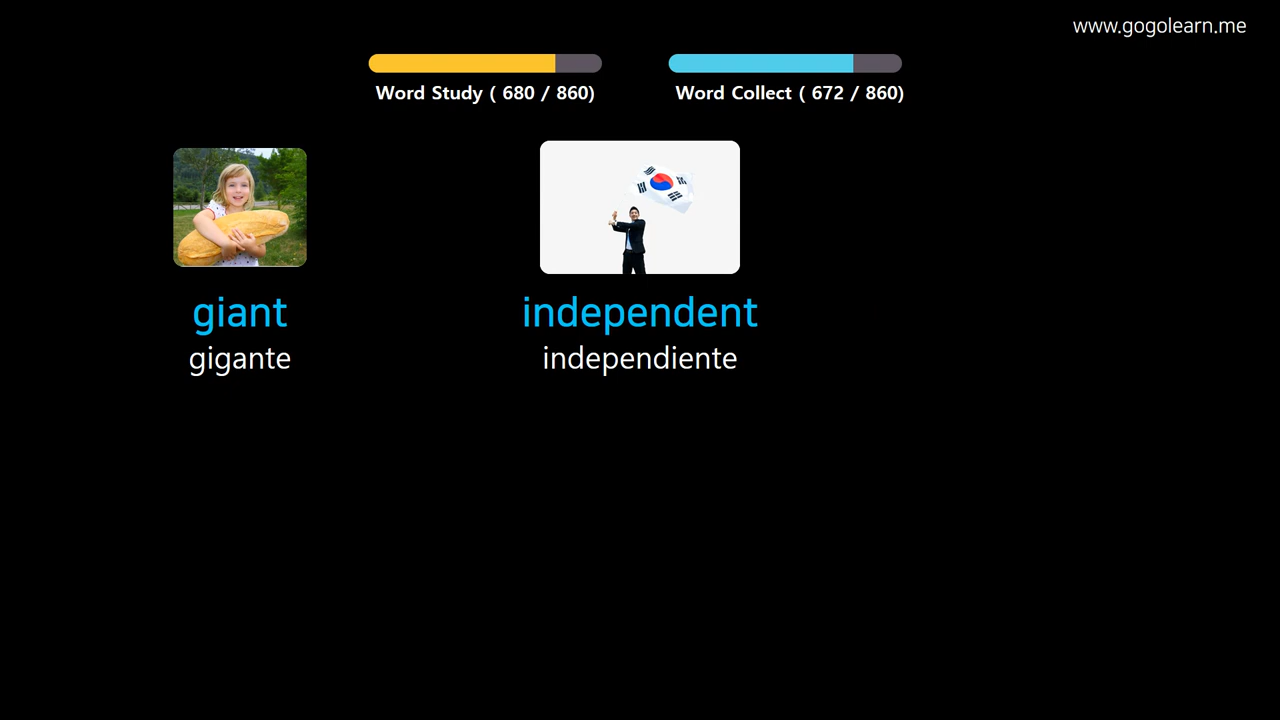 www.gogolearn.me
Word Study ( 680 / 860)
Word Collect ( 672 / 860)
giant
gigante
independent
independiente